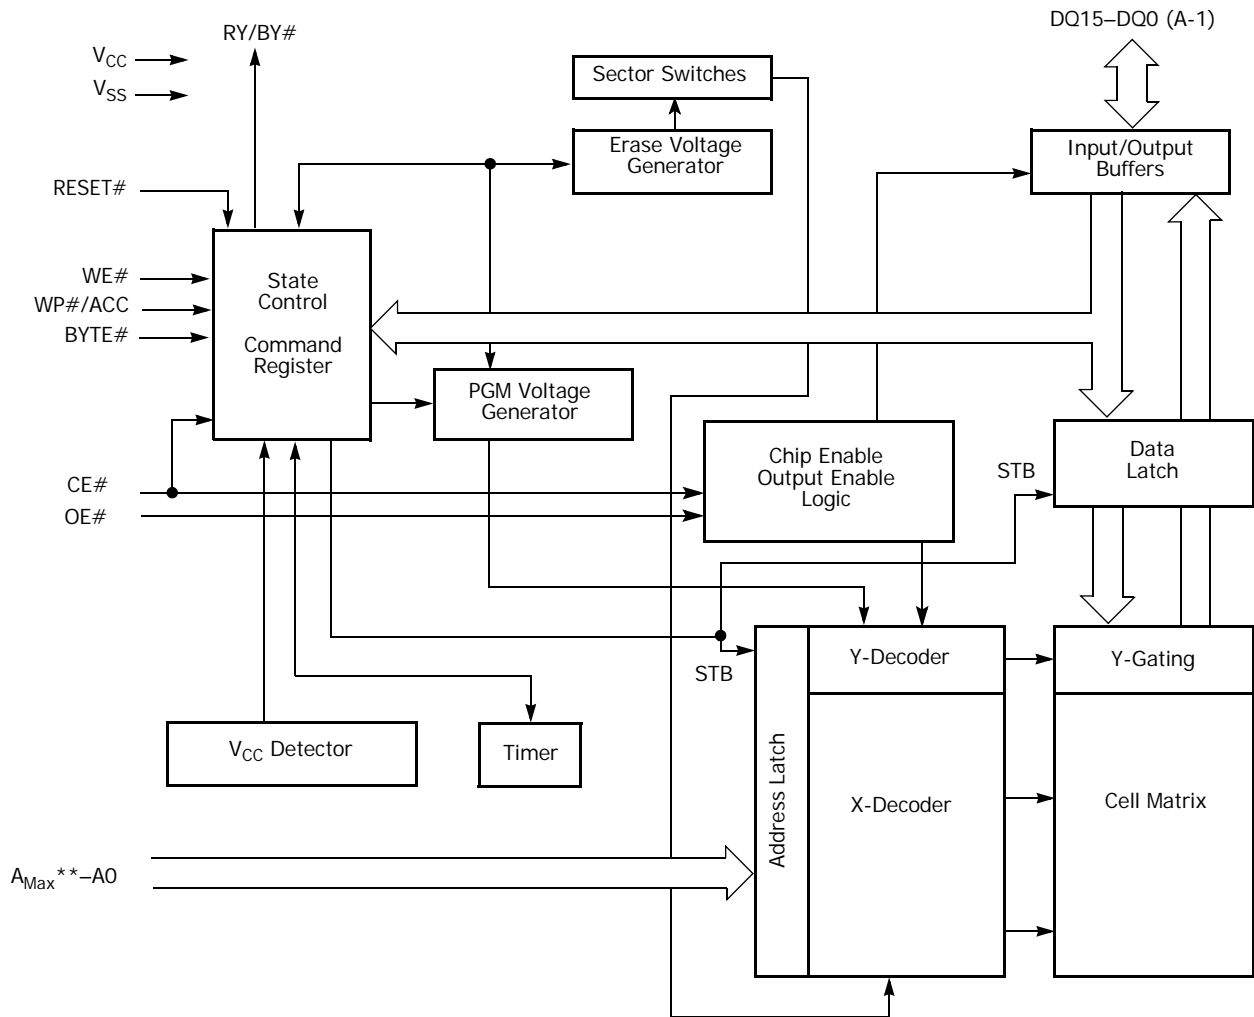 DQ15–DQ0 (A-1)
RY/BY#
VCC
VSS
Sector Switches
Erase Voltage
Generator
Input/Output
Buffers
RESET#
WE#
WP#/ACC
BYTE#
State
Control
Command
Register
PGM Voltage
Generator
Chip Enable
Output Enable
Logic
Data
Latch
STB
CE#
OE#
STB
Y-Decoder
Y-Gating
VCC Detector
Timer
Address Latch
X-Decoder
Cell Matrix
AMax**–A0